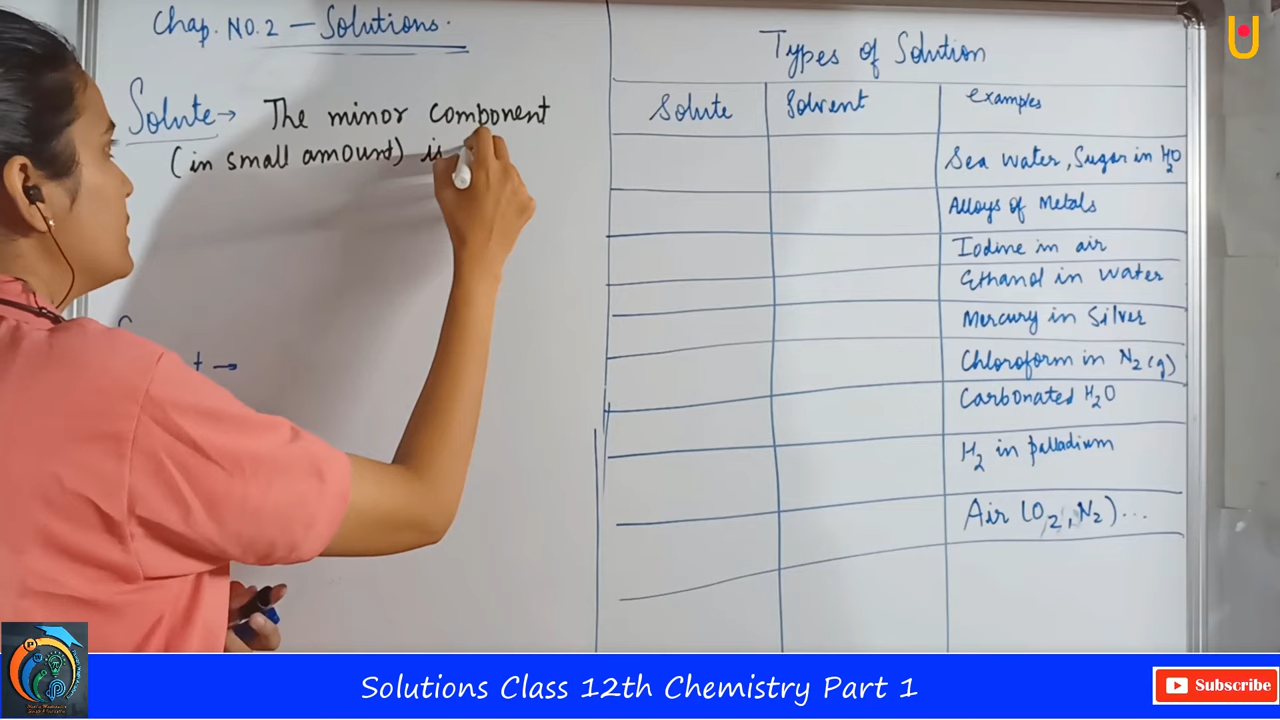 Chap. No.2 – Solutions.
Solute → The minor component
(in small amount) is
t →
Types of Solution
Solute Solvent examples
Sea water, Sugar in H2O
Alloys of Metals
Iodine in air
Ethanol in water
Mercury in Silver
Chloroform in N2(g)
Carbonated H2O
H2 in palladium
Air (O2, N2)...
Solutions Class 12th Chemistry Part 1
Subscribe